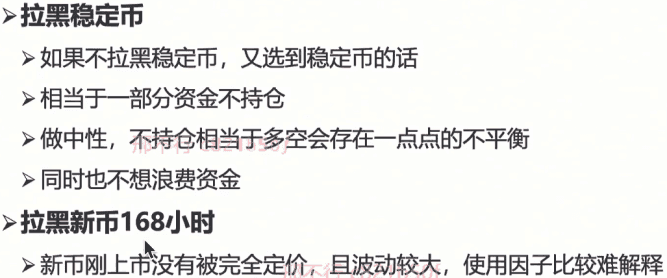 ➢拉黑稳定币
➢如果不拉黑稳定币，又选到稳定币的话
➢相当于一部分资金不持仓
➢做中性，不持仓相当于多空会存在一点点的不平衡
➢同时也不想浪费资金
➢拉黑新币168小时
➢新币刚上市没有被完全定价，且波动较大，使用因子比较难解释